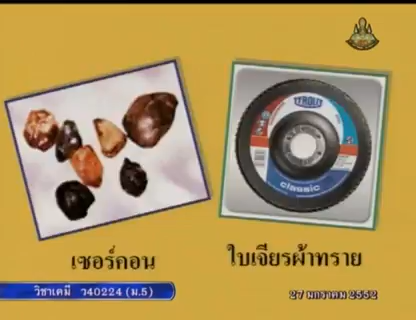 TYROLIT
classic
เซอร์คอน
ใบเจียรผ้าทราย
วิชาเคมี ว40224 (ม.5)
27 มกราคม 2552